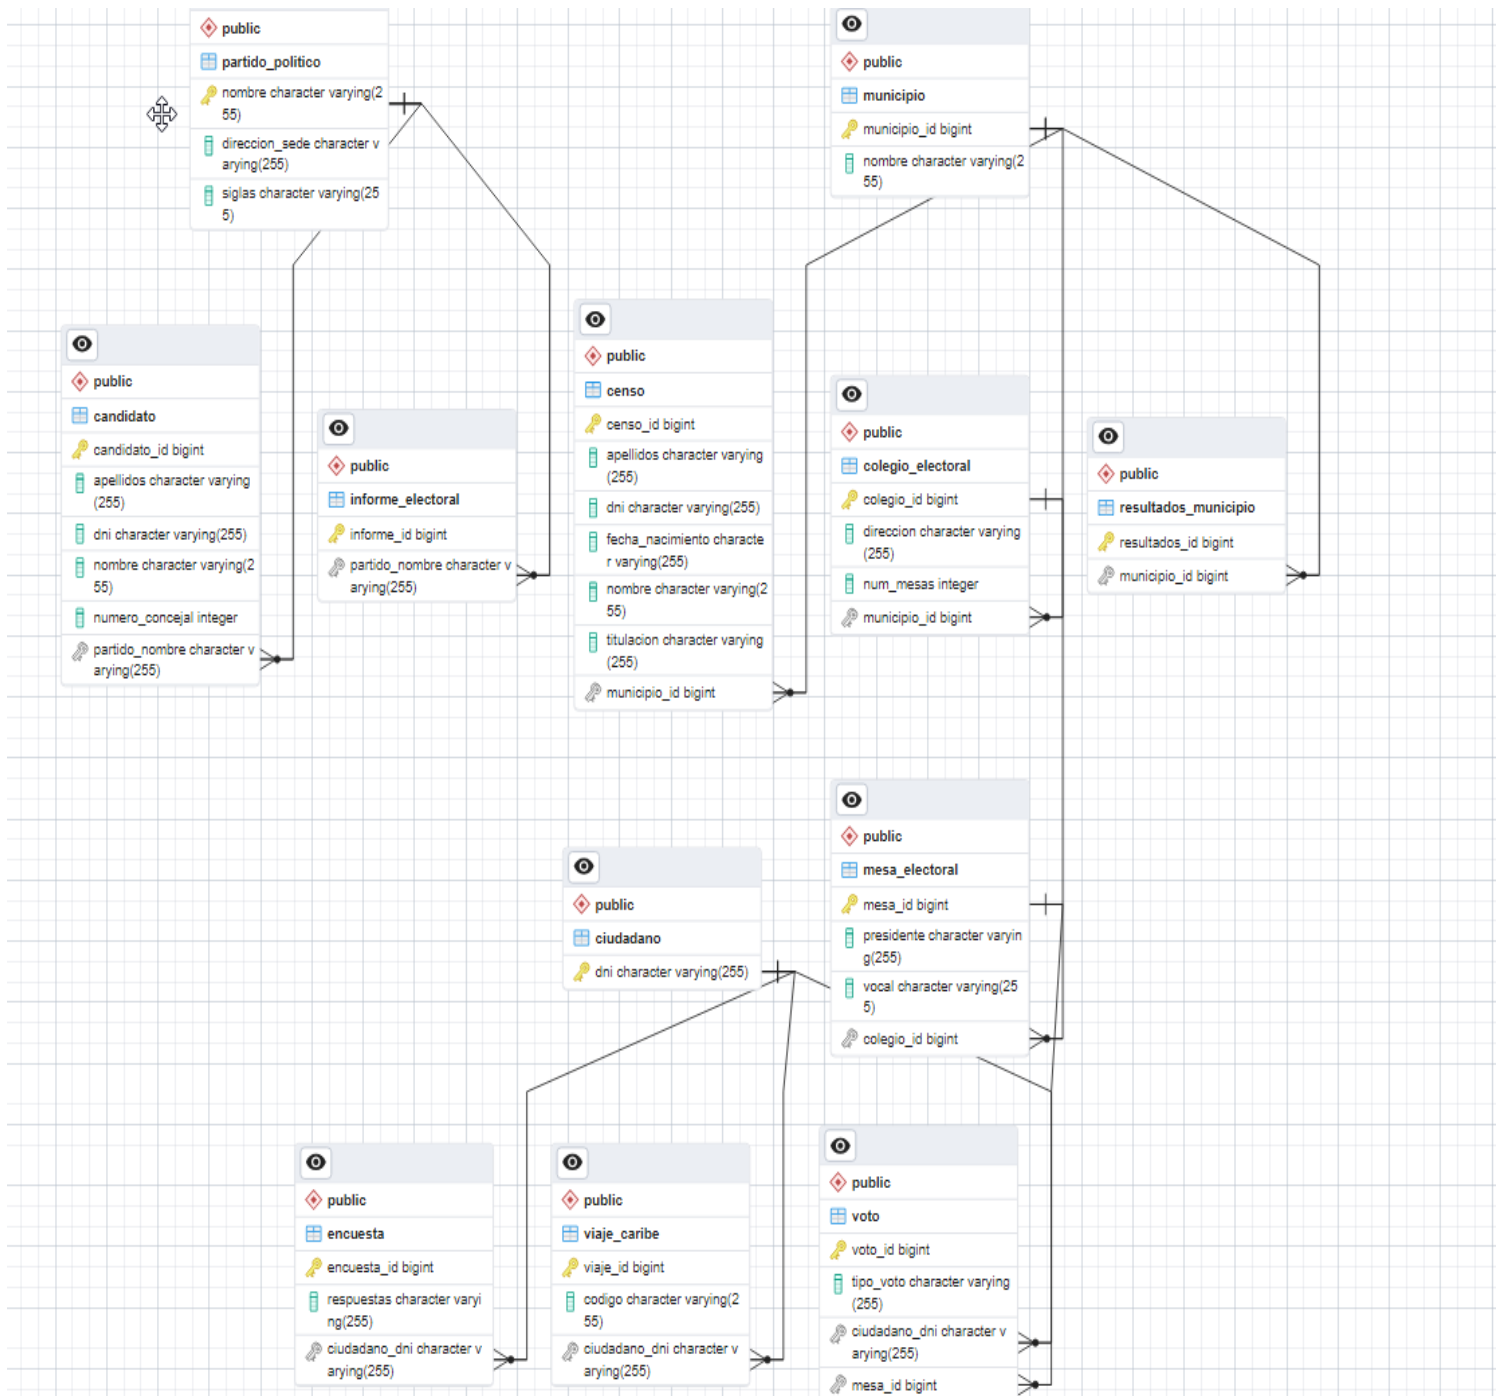 public
partido_politico
nombre character varying(2
55)
direccion_sede character v
arying(255)
siglas character varying(25
5)
public
municipio
municipio_id bigint
nombre character varying(2
55)
public
candidato
candidato_id bigint
apellidos character varying
(255)
dni character varying(255)
nombre character varying(2
55)
numero_concejal integer
partido_nombre character v
arying(255)
public
informe_electoral
informe_id bigint
partido_nombre character v
arying(255)
public
censo
censo_id bigint
apellidos character varying
(255)
dni character varying(255)
fecha_nacimiento characte
r varying(255)
nombre character varying(2
55)
titulacion character varying
(255)
municipio_id bigint
public
colegio_electoral
colegio_id bigint
direccion character varying
(255)
num_mesas integer
municipio_id bigint
public
resultados_municipio
resultados_id bigint
municipio_id bigint
public
ciudadano
dni character varying(255)
public
mesa_electoral
mesa_id bigint
presidente character varyin
g(255)
vocal character varying(25
5)
colegio_id bigint
public
encuesta
encuesta_id bigint
respuestas character varyi
ng(255)
ciudadano_dni character v
arying(255)
public
viaje_caribe
viaje_id bigint
codigo character varying(2
55)
ciudadano_dni character v
arying(255)
public
voto
voto_id bigint
tipo_voto character varying
(255)
ciudadano_dni character v
arying(255)
mesa_id bigint